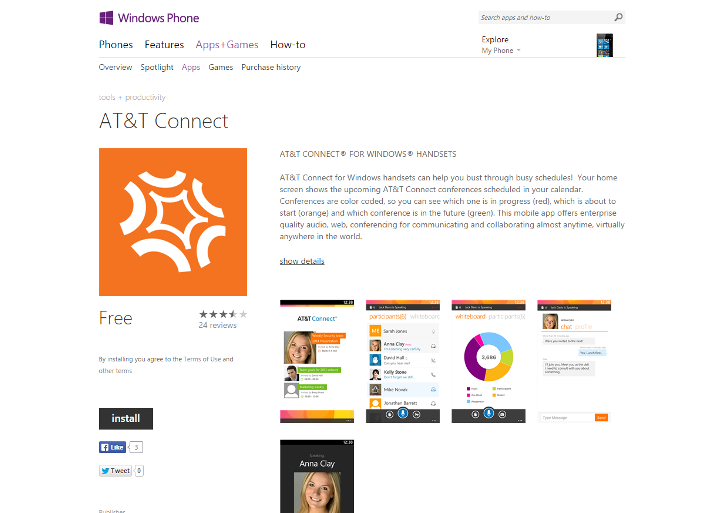 Windows Phone
Search apps and how-to
Phones Features Apps+Games How-to
Explore
My Phone
Overview Spotlight Apps Games Purchase history
tools + productivity
AT&T Connect
AT&T CONNECT® FOR WINDOWS® HANDSETS
AT&T Connect for Windows handsets can help you bust through busy schedules! Your home
screen shows the upcoming AT&T Connect conferences scheduled in your calendar.
Conferences are color coded, so you can see which one is in progress (red), which is about to
start (orange) and which conference is in the future (green). This mobile app offers enterprise
quality audio, web, conferencing for communicating and collaborating almost anytime, virtually
anywhere in the world.
show details
Free
24 reviews
By installing you agree to the Terms of Use and
other terms
install
Like 3
Tweet 0
Publisher
AT&T Connect
participants(8) whiteboard
Sarah Jones
Anna Clay
David Hall
Kelly Stone
Mike Novak
Jonathan Barrett
whiteboard participants(
3,686
chat profile
Type Message
Anna Clay